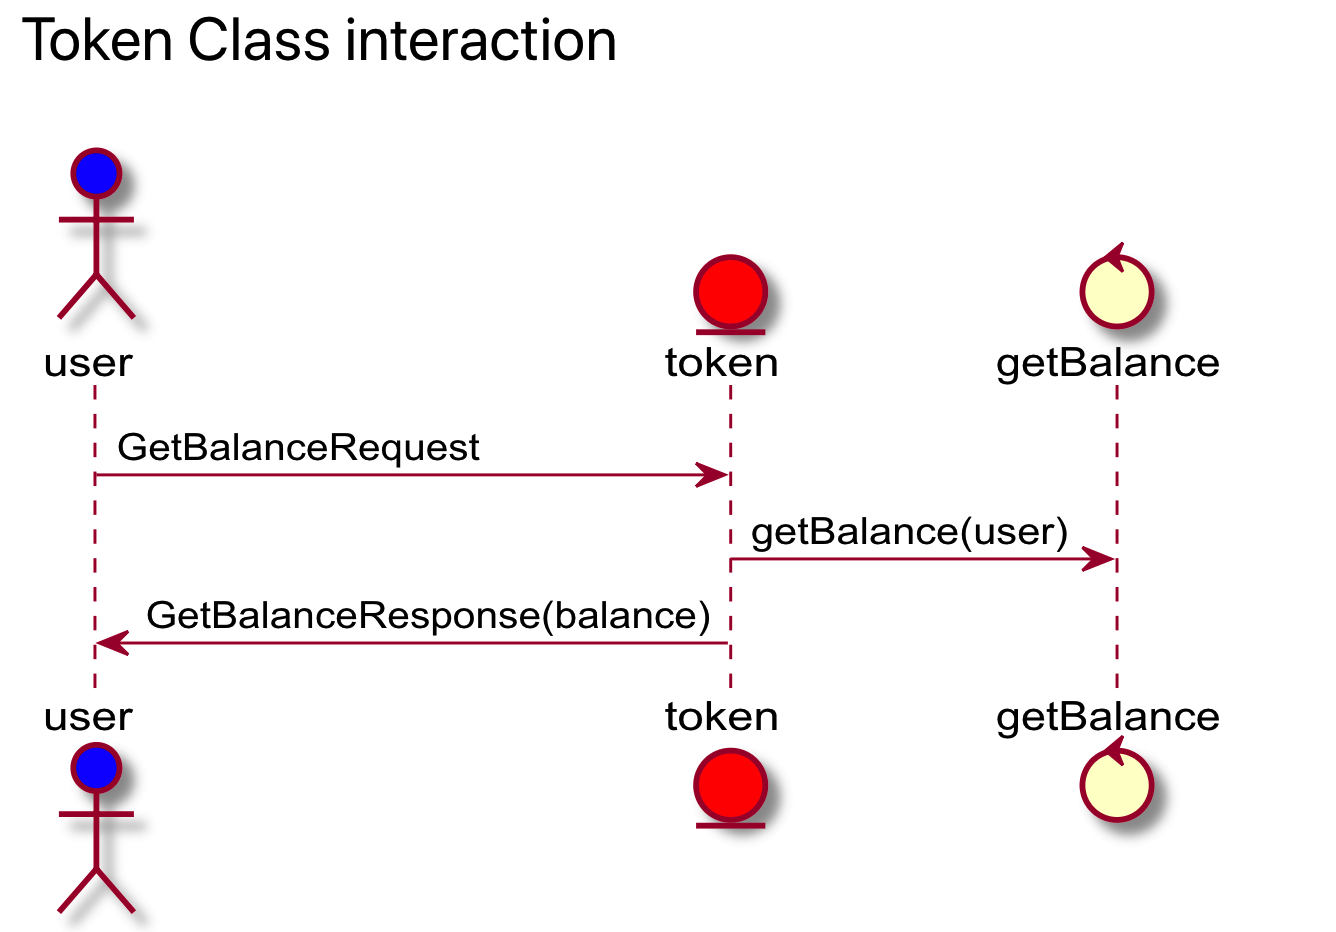 Token Class interaction
user
token
getBalance
GetBalanceRequest
getBalance(user)
GetBalanceResponse(balance)
user
token
getBalance